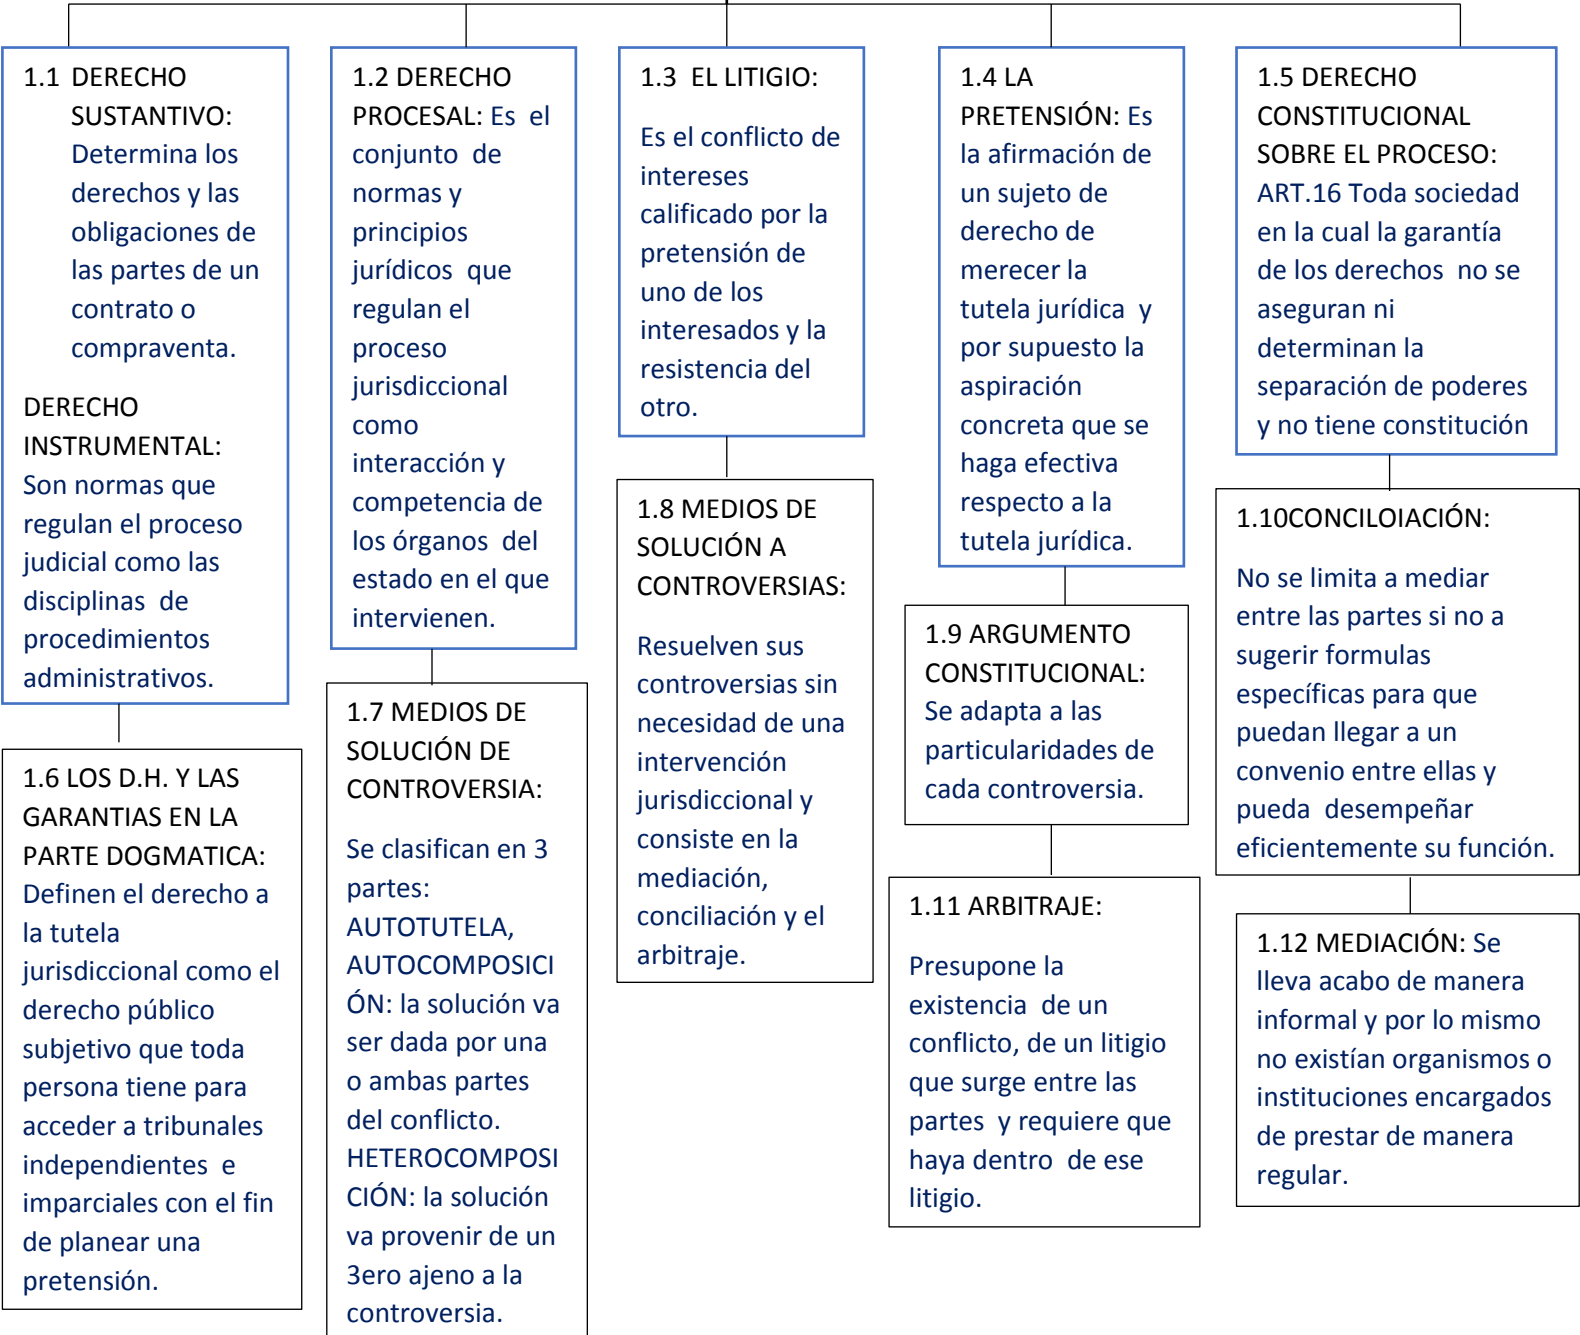 1.1 DERECHO
SUSTANTIVO:
Determina los
derechos y las
obligaciones de
las partes de un
contrato o
compraventa.
DERECHO
INSTRUMENTAL:
Son normas que
regulan el proceso
judicial como las
disciplinas de
procedimientos
administrativos.
1.2 DERECHO
PROCESAL: Es el
conjunto de
normas y
principios
jurídicos que
regulan el
proceso
jurisdiccional
como
interacción y
competencia de
los órganos del
estado en el que
intervienen.
1.3 EL LITIGIO:
Es el conflicto de
intereses
calificado por la
pretensión de
uno de los
interesados y la
resistencia del
otro.
1.4 LA
PRETENSIÓN: Es
la afirmación de
un sujeto de
derecho de
merecer la
tutela jurídica y
por supuesto la
aspiración
concreta que se
haga efectiva
respecto a la
tutela jurídica.
1.5 DERECHO
CONSTITUCIONAL
SOBRE EL PROCESO:
ART.16 Toda sociedad
en la cual la garantía
de los derechos no se
aseguran ni
determinan la
separación de poderes
y no tiene constitución
1.6 LOS D.H. Y LAS
GARANTIAS EN LA
PARTE DOGMATICA:
Definen el derecho a
la tutela
jurisdiccional como el
derecho público
subjetivo que toda
persona tiene para
acceder a tribunales
independientes e
imparciales con el fin
de planear una
pretensión.
1.7 MEDIOS DE
SOLUCIÓN DE
CONTROVERSIA:
Se clasifican en 3
partes:
AUTOTUTELA,
AUTOCOMPOSICI
ÓN: la solución va
ser dada por una
o ambas partes
del conflicto.
HETEROCOMPOSI
CIÓN: la solución
va provenir de un
3ero ajeno a la
controversia.
1.8 MEDIOS DE
SOLUCIÓN A
CONTROVERSIAS:
Resuelven sus
controversias sin
necesidad de una
intervención
jurisdiccional y
consiste en la
mediación,
conciliación y el
arbitraje.
1.9 ARGUMENTO
CONSTITUCIONAL:
Se adapta a las
particularidades de
cada controversia.
1.10CONCILOIACIÓN:
No se limita a mediar
entre las partes si no a
sugerir formulas
específicas para que
puedan llegar a un
convenio entre ellas y
pueda desempeñar
eficientemente su función.
1.11 ARBITRAJE:
Presupone la
existencia de un
conflicto, de un litigio
que surge entre las
partes y requiere que
haya dentro de ese
litigio.
1.12 MEDIACIÓN: Se
lleva acabo de manera
informal y por lo mismo
no existían organismos o
instituciones encargados
de prestar de manera
regular.